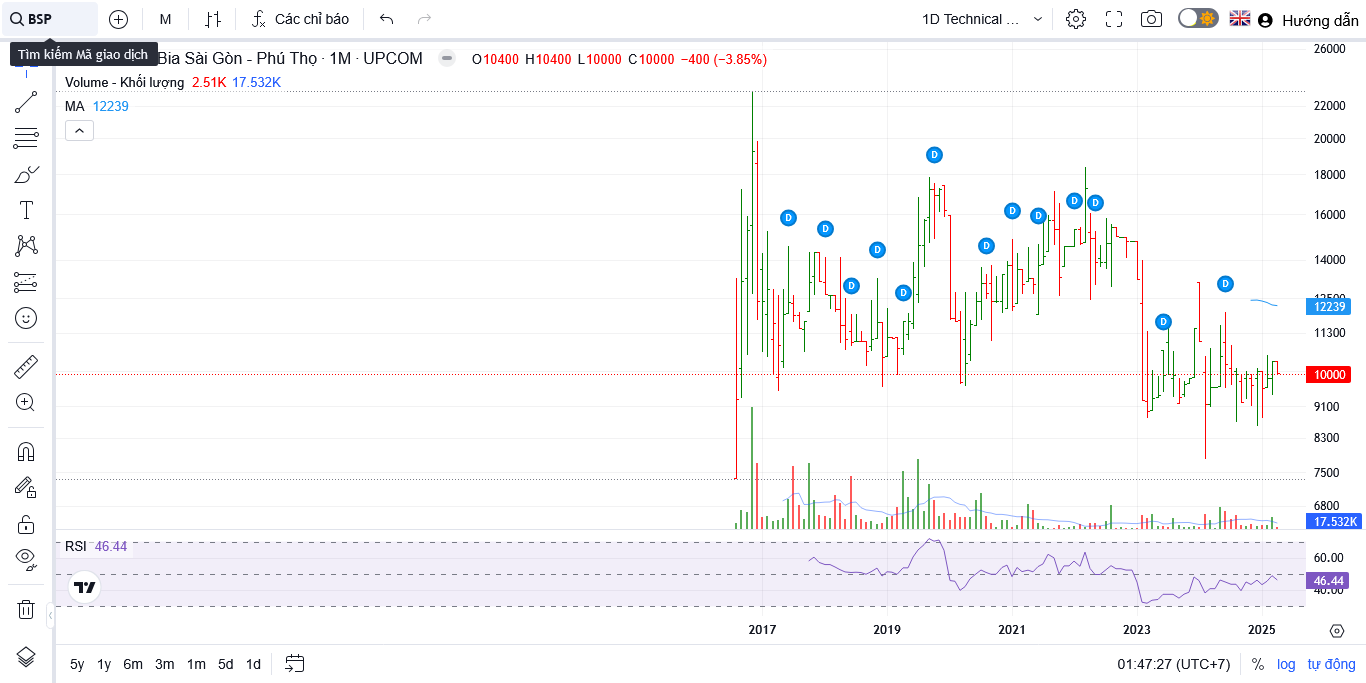 BSP
M
Các chỉ báo
1D Technical ...
Hướng dẫn
Tìm kiếm Mã giao dịch
Bia Sài Gòn - Phú Thọ · 1M · UPCOM
O10400 H10400 L10000 C10000 −400 (−3.85%)
Volume - Khối lượng 2.51K 17.532K
MA 12239
26000
22000
20000
18000
16000
14000
12239
11300
10000
9100
8300
7500
6800
17.532K
D
D
D
D
D
D
D
D
D
D
D
D
D
RSI 46.44
60.00
46.44
40.00
2017
2019
2021
2023
2025
5y 1y 6m 3m 1m 5d 1d
01:47:27 (UTC+7)
% log tự động